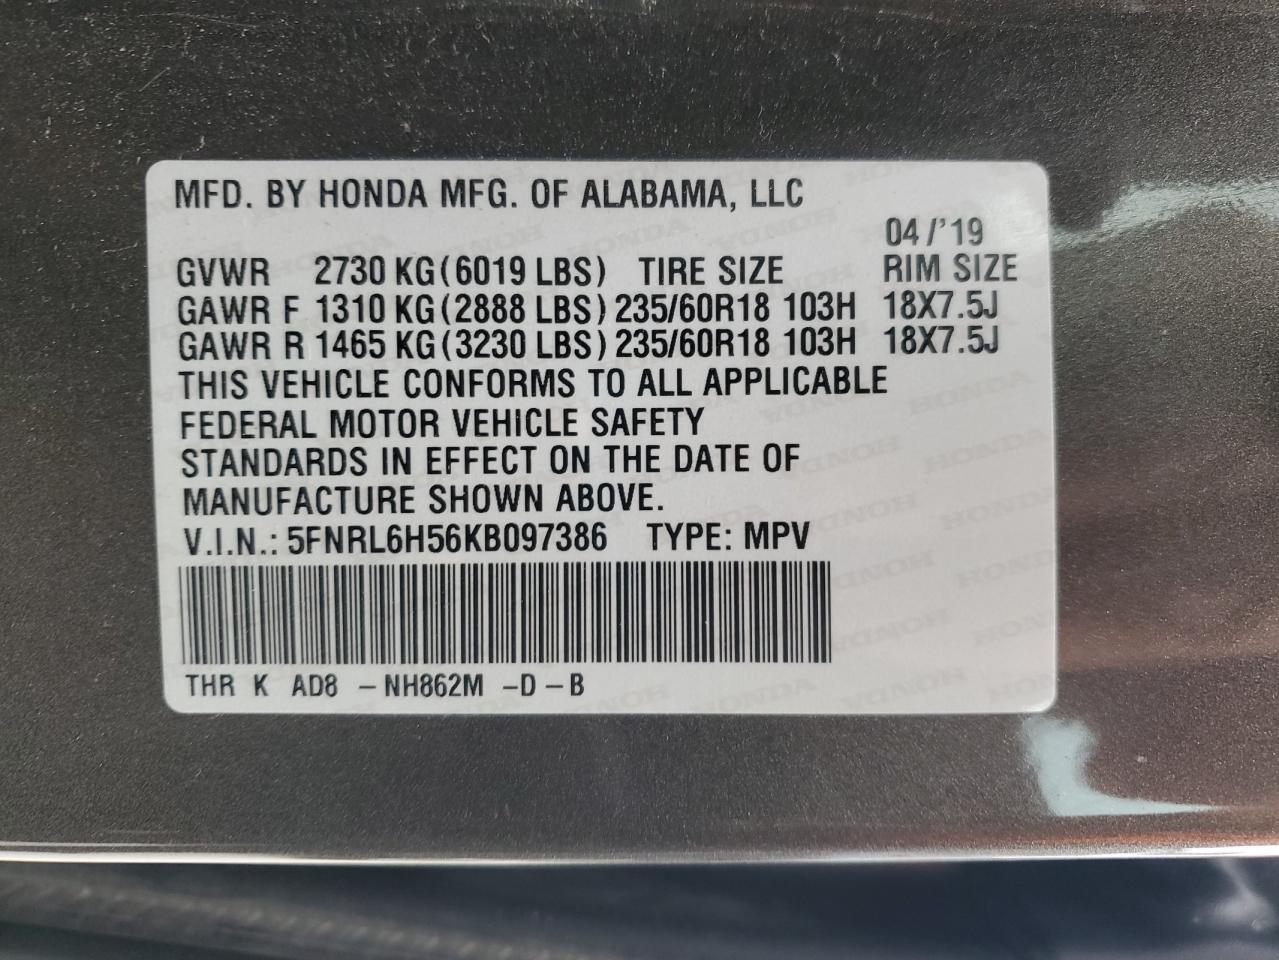 MFD. BY HONDA MFG. OF ALABAMA, LLC
04/'19
GVWR 2730 KG(6019 LBS) TIRE SIZE RIM SIZE
GAWR F 1310 KG(2888 LBS) 235/60R18 103H 18X7.5J
GAWR R 1465 KG(3230 LBS) 235/60R18 103H 18X7.5J
THIS VEHICLE CONFORMS TO ALL APPLICABLE
FEDERAL MOTOR VEHICLE SAFETY
STANDARDS IN EFFECT ON THE DATE OF
MANUFACTURE SHOWN ABOVE.
V.I.N.: 5FNRL6H56KB097386 TYPE: MPV
THR K AD8 -NH862M -D-B